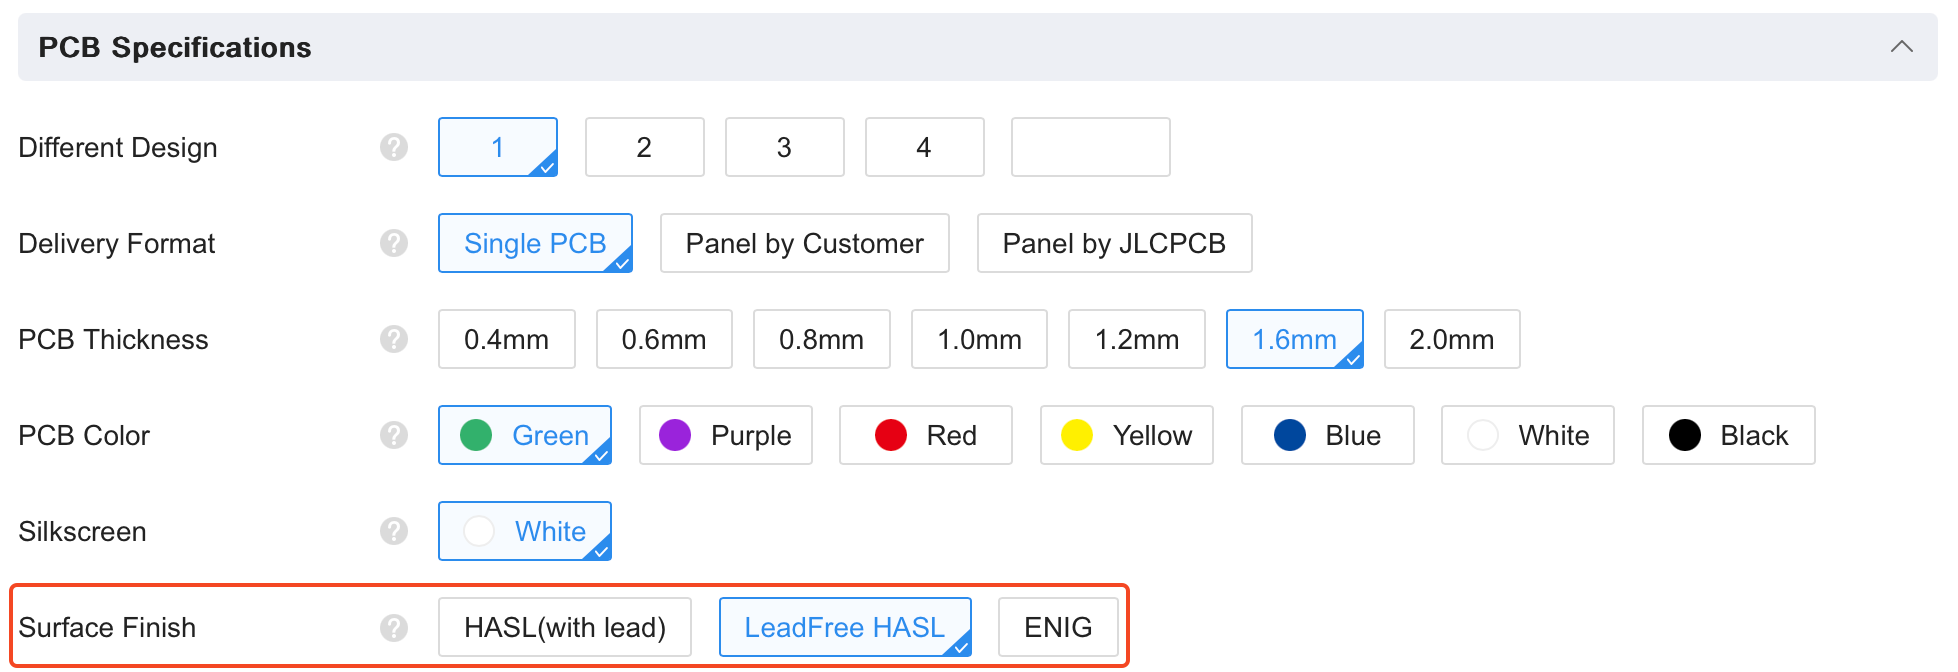 PCB Specifications
Different Design ? 1 2 3 4
Delivery Format ? Single PCB Panel by Customer Panel by JLCPCB
PCB Thickness ? 0.4mm 0.6mm 0.8mm 1.0mm 1.2mm 1.6mm 2.0mm
PCB Color ? Green Purple Red Yellow Blue White Black
Silkscreen ? White
Surface Finish ? HASL(with lead) LeadFree HASL ENIG